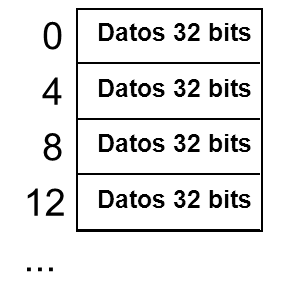 0 Datos 32 bits
4 Datos 32 bits
8 Datos 32 bits
12 Datos 32 bits
...